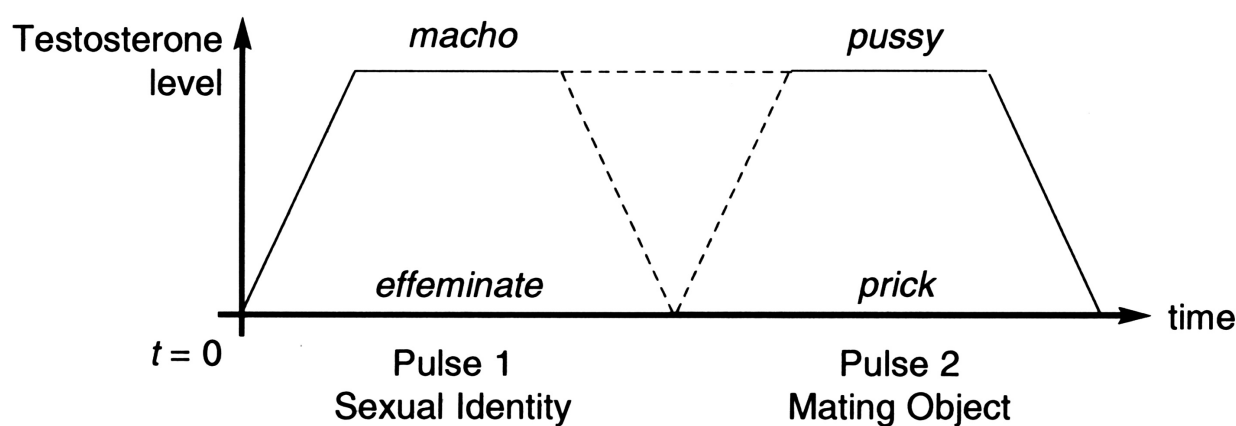 Testosterone
level
macho
pussy
effeminate
prick
time
t = 0
Pulse 1
Sexual Identity
Pulse 2
Mating Object